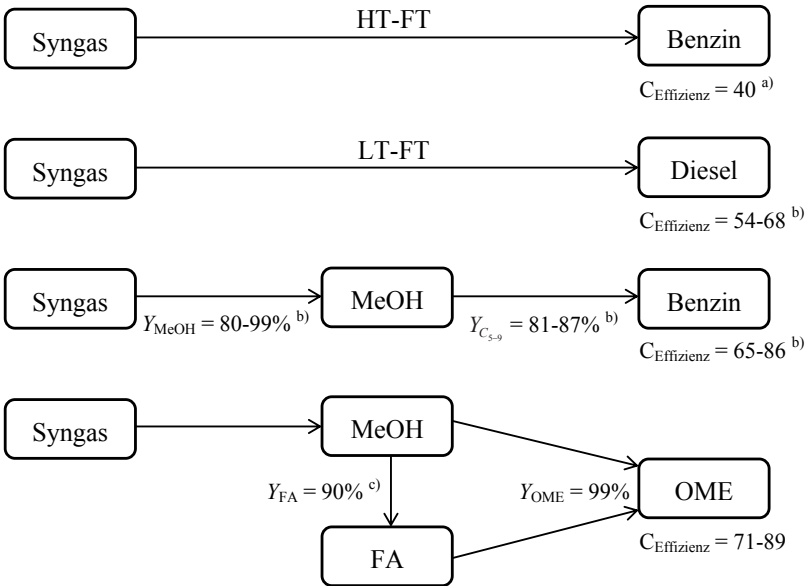 HT-FT
Syngas Benzin
C_Effizienz = 40 a)
LT-FT
Syngas Diesel
C_Effizienz = 54-68 b)
Syngas MeOH Benzin
Y_MeOH = 80-99% b) Y_C5-9 = 81-87% b)
C_Effizienz = 65-86 b)
Syngas MeOH
Y_FA = 90% c) Y_OME = 99% OME
FA C_Effizienz = 71-89